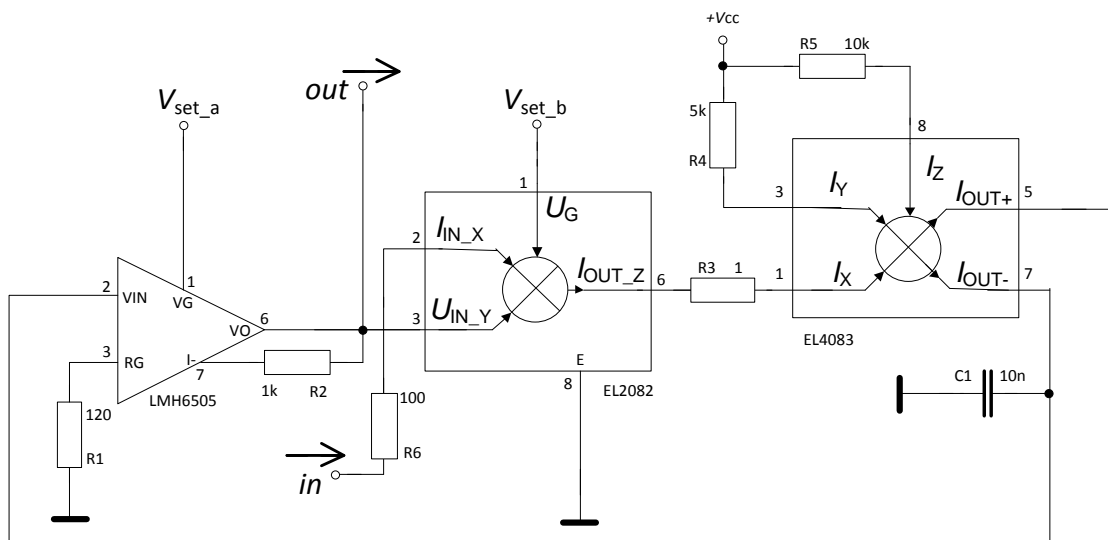 +Vcc
R5
10k
out
Vset_a
Vset_b
5k
R4
8
3
IY
IZ
IOUT+
5
1
UG
2
IIN_X
IOUT_Z
6
R3
1
1
IX
IOUT-
7
EL4083
2
VIN
1
VG
VO
6
3
UIN_Y
3
RG
I-
7
1k
R2
LMH6505
E
8
EL2082
C1
10n
120
R1
100
R6
in